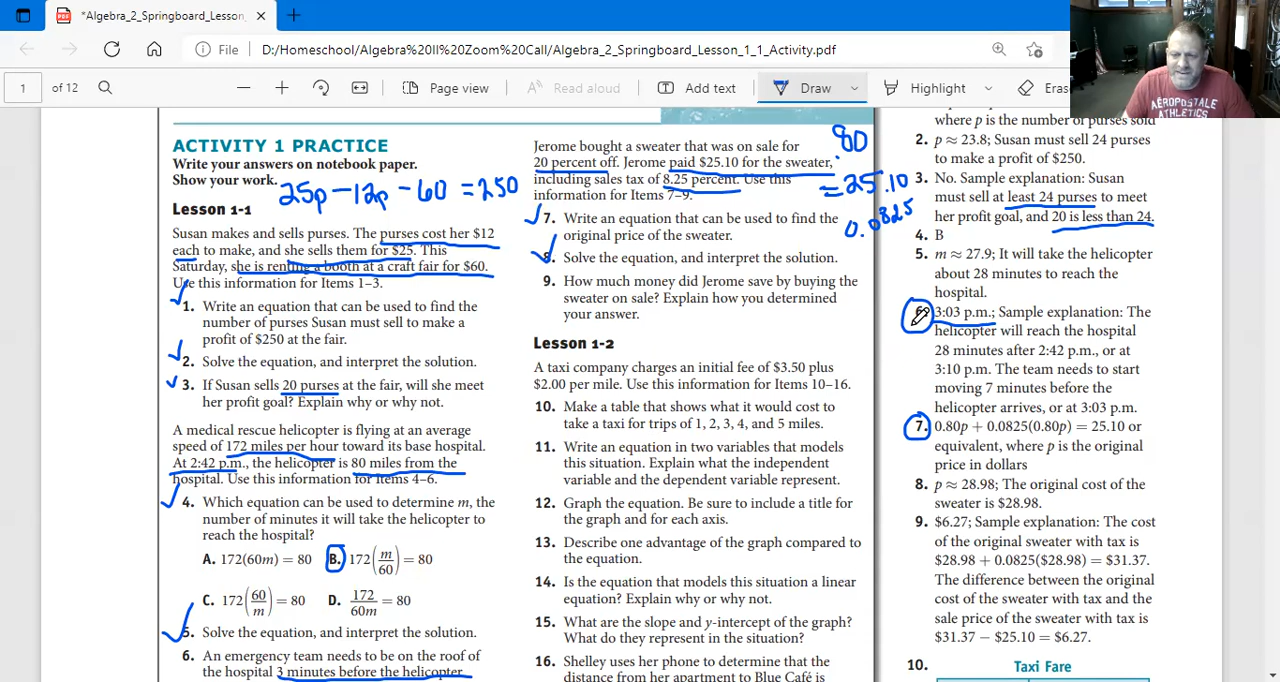 *Algebra_2_Springboard_Lesson_
File
D:/Homeschool/Algebra%20II%20Zoom%20Call/Algebra_2_Springboard_Lesson_1_1_Activity.pdf
1
of 12
Page view
Read aloud
Add text
Draw
Highlight
AÉROPOSTALE
ATHLETICS
ACTIVITY 1 PRACTICE
Write your answers on notebook paper.
Show your work.
25p - 12p - 60 = 250
Lesson 1-1
Susan makes and sells purses. The purses cost her $12
each to make, and she sells them for $25. This
Saturday, she is renting a booth at a craft fair for $60.
Use this information for Items 1–3.
1. Write an equation that can be used to find the
number of purses Susan must sell to make a
profit of $250 at the fair.
2. Solve the equation, and interpret the solution.
3. If Susan sells 20 purses at the fair, will she meet
her profit goal? Explain why or why not.
A medical rescue helicopter is flying at an average
speed of 172 miles per hour toward its base hospital.
At 2:42 p.m., the helicopter is 80 miles from the
hospital. Use this information for Items 4–6.
4. Which equation can be used to determine m, the
number of minutes it will take the helicopter to
reach the hospital?
A. 172(60m) = 80 B. 172(m/60) = 80
C. 172(60/m) = 80 D. 172/60m = 80
5. Solve the equation, and interpret the solution.
6. An emergency team needs to be on the roof of
the hospital 3 minutes before the helicopter
Jerome bought a sweater that was on sale for
20 percent off. Jerome paid $25.10 for the sweater,
including sales tax of 8.25 percent. Use this
information for Items 7–9.
.80
= 25.10
0.0825
7. Write an equation that can be used to find the
original price of the sweater.
8. Solve the equation, and interpret the solution.
9. How much money did Jerome save by buying the
sweater on sale? Explain how you determined
your answer.
Lesson 1-2
A taxi company charges an initial fee of $3.50 plus
$2.00 per mile. Use this information for Items 10–16.
10. Make a table that shows what it would cost to
take a taxi for trips of 1, 2, 3, 4, and 5 miles.
11. Write an equation in two variables that models
this situation. Explain what the independent
variable and the dependent variable represent.
12. Graph the equation. Be sure to include a title for
the graph and for each axis.
13. Describe one advantage of the graph compared to
the equation.
14. Is the equation that models this situation a linear
equation? Explain why or why not.
15. What are the slope and y-intercept of the graph?
What do they represent in the situation?
16. Shelley uses her phone to determine that the
distance from her apartment to Blue Café is
where p is the number of purses sold
2. p ≈ 23.8; Susan must sell 24 purses
to make a profit of $250.
3. No. Sample explanation: Susan
must sell at least 24 purses to meet
her profit goal, and 20 is less than 24.
4. B
5. m ≈ 27.9; It will take the helicopter
about 28 minutes to reach the
hospital.
3:03 p.m.; Sample explanation: The
helicopter will reach the hospital
28 minutes after 2:42 p.m., or at
3:10 p.m. The team needs to start
moving 7 minutes before the
helicopter arrives, or at 3:03 p.m.
7. 0.80p + 0.0825(0.80p) = 25.10 or
equivalent, where p is the original
price in dollars
8. p ≈ 28.98; The original cost of the
sweater is $28.98.
9. $6.27; Sample explanation: The cost
of the original sweater with tax is
$28.98 + 0.0825($28.98) = $31.37.
The difference between the original
cost of the sweater with tax and the
sale price of the sweater with tax is
$31.37 − $25.10 = $6.27.
10. Taxi Fare